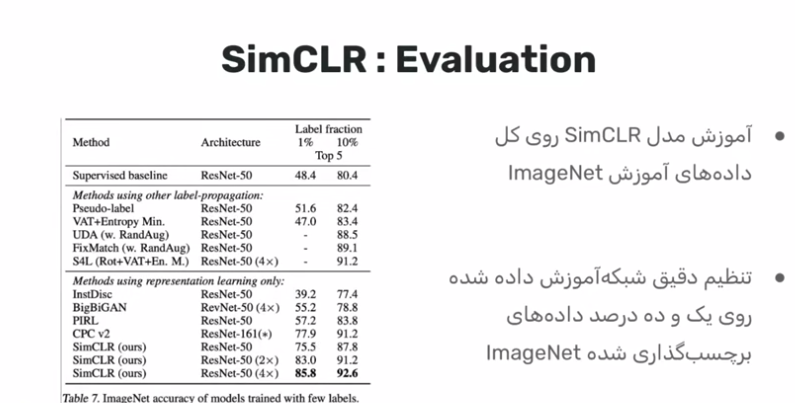 SimCLR : Evaluation
Label fraction
Method Architecture 1% 10%
Top 5
Supervised baseline ResNet-50 48.4 80.4
Methods using other label-propagation:
Pseudo-label ResNet-50 51.6 82.4
VAT+Entropy Min. ResNet-50 47.0 83.4
UDA (w. RandAug) ResNet-50 - 88.5
FixMatch (w. RandAug) ResNet-50 - 89.1
S4L (Rot+VAT+En. M.) ResNet-50 (4×) - 91.2
Methods using representation learning only:
InstDisc ResNet-50 39.2 77.4
BigBiGAN RevNet-50 (4×) 55.2 78.8
PIRL ResNet-50 57.2 83.8
CPC v2 ResNet-161(∗) 77.9 91.2
SimCLR (ours) ResNet-50 75.5 87.8
SimCLR (ours) ResNet-50 (2×) 83.0 91.2
SimCLR (ours) ResNet-50 (4×) 85.8 92.6
Table 7. ImageNet accuracy of models trained with few labels.
● آموزش مدل SimCLR روی کل
داده‌های آموزش ImageNet
● تنظیم دقیق شبکه‌آموزش داده شده
روی یک و ده درصد داده‌های
برچسب‌گذاری شده ImageNet